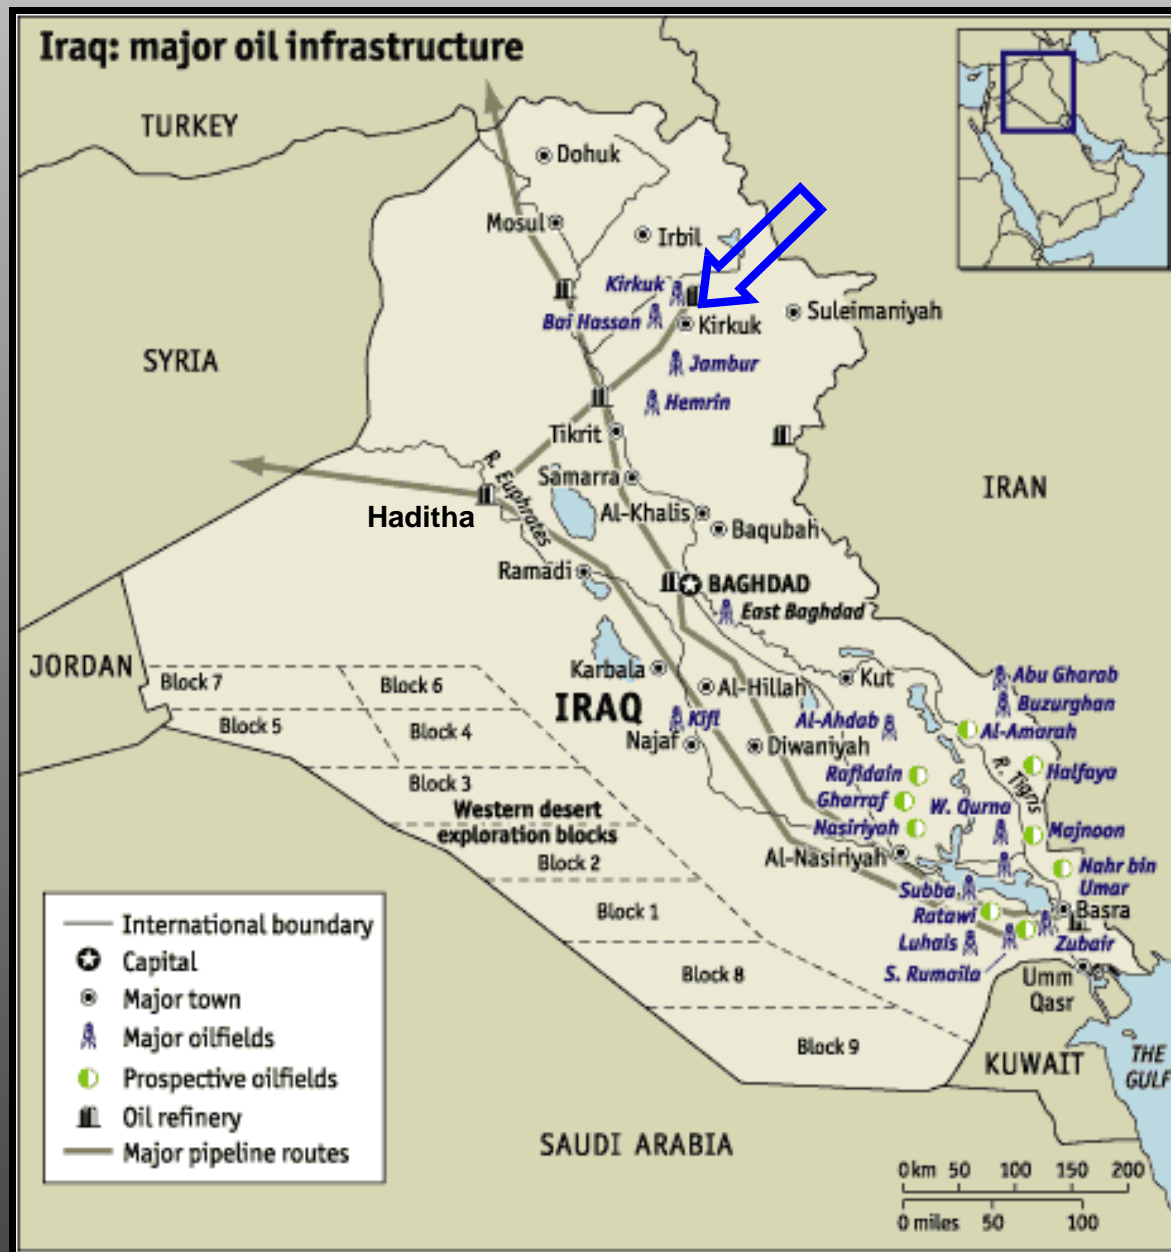 Iraq: major oil infrastructure
TURKEY
Dohuk
Mosul
Irbil
Kirkuk
Bai Hassan
Kirkuk
Suleimaniyah
SYRIA
Jambur
Hemrin
Tikrit
R. Euphrates
Samarra
IRAN
Haditha
Al-Khalis
Baqubah
Ramadi
BAGHDAD
East Baghdad
JORDAN
Karbala
Kut
Abu Gharab
Block 7
Block 6
Al-Hillah
Buzurghan
IRAQ
Kifl
Al-Ahdab
Block 5
Block 4
Najaf
Diwaniyah
Al-Amarah
R. Tigris
Rafidain
Halfaya
Block 3
Gharraf
W. Qurna
Western desert
exploration blocks
Nasiriyah
Majnoon
Block 2
Al-Nasiriyah
Nahr bin
Umar
Subba
Block 1
Ratawi
Basra
Luhais
Zubair
S. Rumaila
Block 8
Umm
Qasr
Block 9
KUWAIT
THE
GULF
International boundary
Capital
Major town
Major oilfields
Prospective oilfields
Oil refinery
Major pipeline routes
SAUDI ARABIA
0 km 50 100 150 200
0 miles 50 100